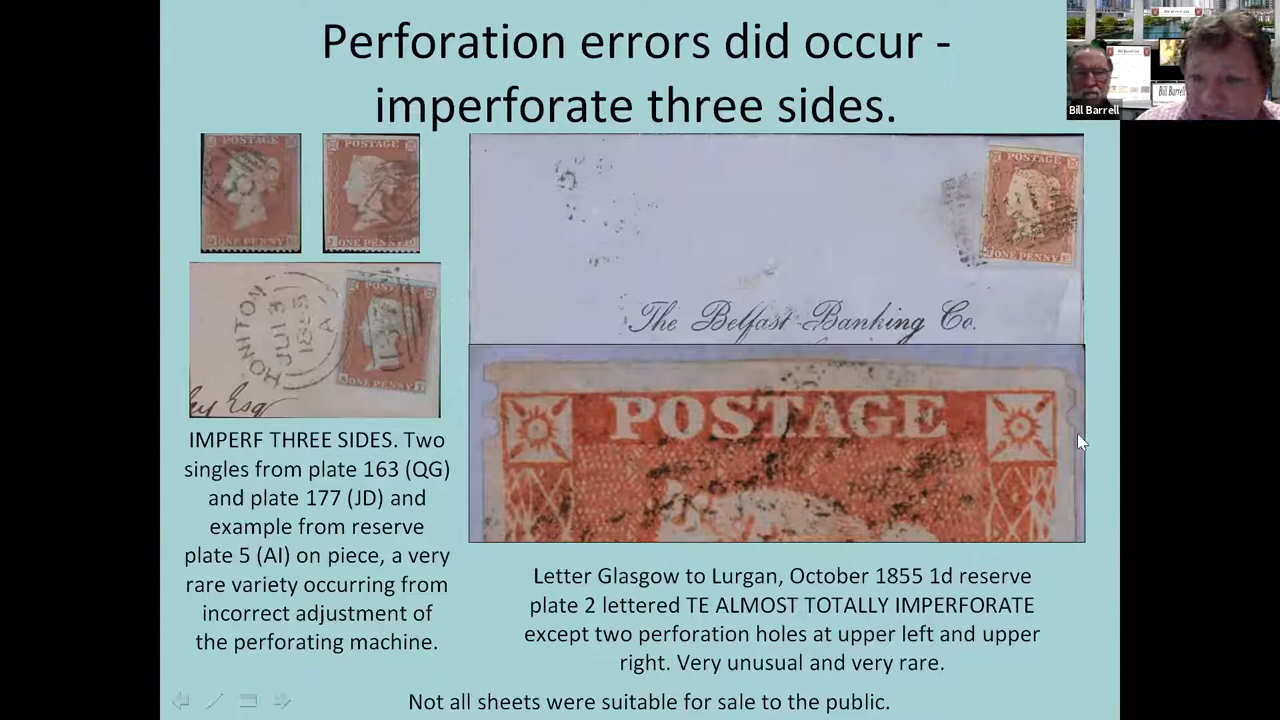 Perforation errors did occur -
imperforate three sides.
Bill Barrell
POSTAGE
ONE PENNY
POSTAGE
ONE PENNY
POSTAGE
ONE PENNY
The Belfast Banking Co.
HONITON
JUL 3
1855
A
ONE PENNY
POSTAGE
IMPERF THREE SIDES. Two
singles from plate 163 (QG)
and plate 177 (JD) and
example from reserve
plate 5 (AI) on piece, a very
rare variety occurring from
incorrect adjustment of
the perforating machine.
Letter Glasgow to Lurgan, October 1855 1d reserve
plate 2 lettered TE ALMOST TOTALLY IMPERFORATE
except two perforation holes at upper left and upper
right. Very unusual and very rare.
Not all sheets were suitable for sale to the public.